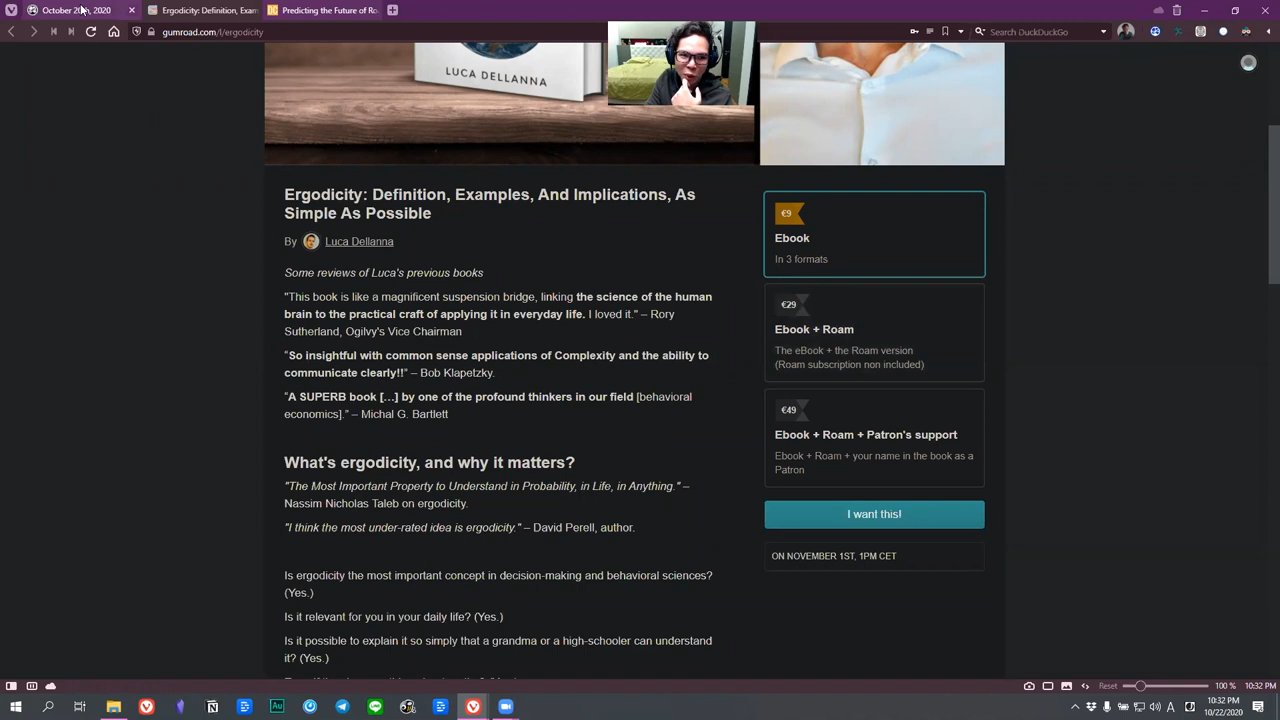 October 20th, 2020
Ergodicity: Definition, Exam
Predicting the Future of Ro
gumroad.com/l/ergodicity
Search DuckDuckGo
LUCA DELLANNA
Ergodicity: Definition, Examples, And Implications, As
Simple As Possible
By Luca Dellanna
Some reviews of Luca's previous books
"This book is like a magnificent suspension bridge, linking the science of the human
brain to the practical craft of applying it in everyday life. I loved it." – Rory
Sutherland, Ogilvy's Vice Chairman
"So insightful with common sense applications of Complexity and the ability to
communicate clearly!!" – Bob Klapetzky.
"A SUPERB book [...] by one of the profound thinkers in our field [behavioral
economics]." – Michal G. Bartlett
What's ergodicity, and why it matters?
"The Most Important Property to Understand in Probability, in Life, in Anything." –
Nassim Nicholas Taleb on ergodicity.
"I think the most under-rated idea is ergodicity." – David Perell, author.
Is ergodicity the most important concept in decision-making and behavioral sciences?
(Yes.)
Is it relevant for you in your daily life? (Yes.)
Is it possible to explain it so simply that a grandma or a high-schooler can understand
it? (Yes.)
€9
Ebook
In 3 formats
€29
Ebook + Roam
The eBook + the Roam version
(Roam subscription non included)
€49
Ebook + Roam + Patron's support
Ebook + Roam + your name in the book as a
Patron
I want this!
ON NOVEMBER 1ST, 1PM CET
Reset
100 %
10:32 PM
10:32 PM
10/22/2020